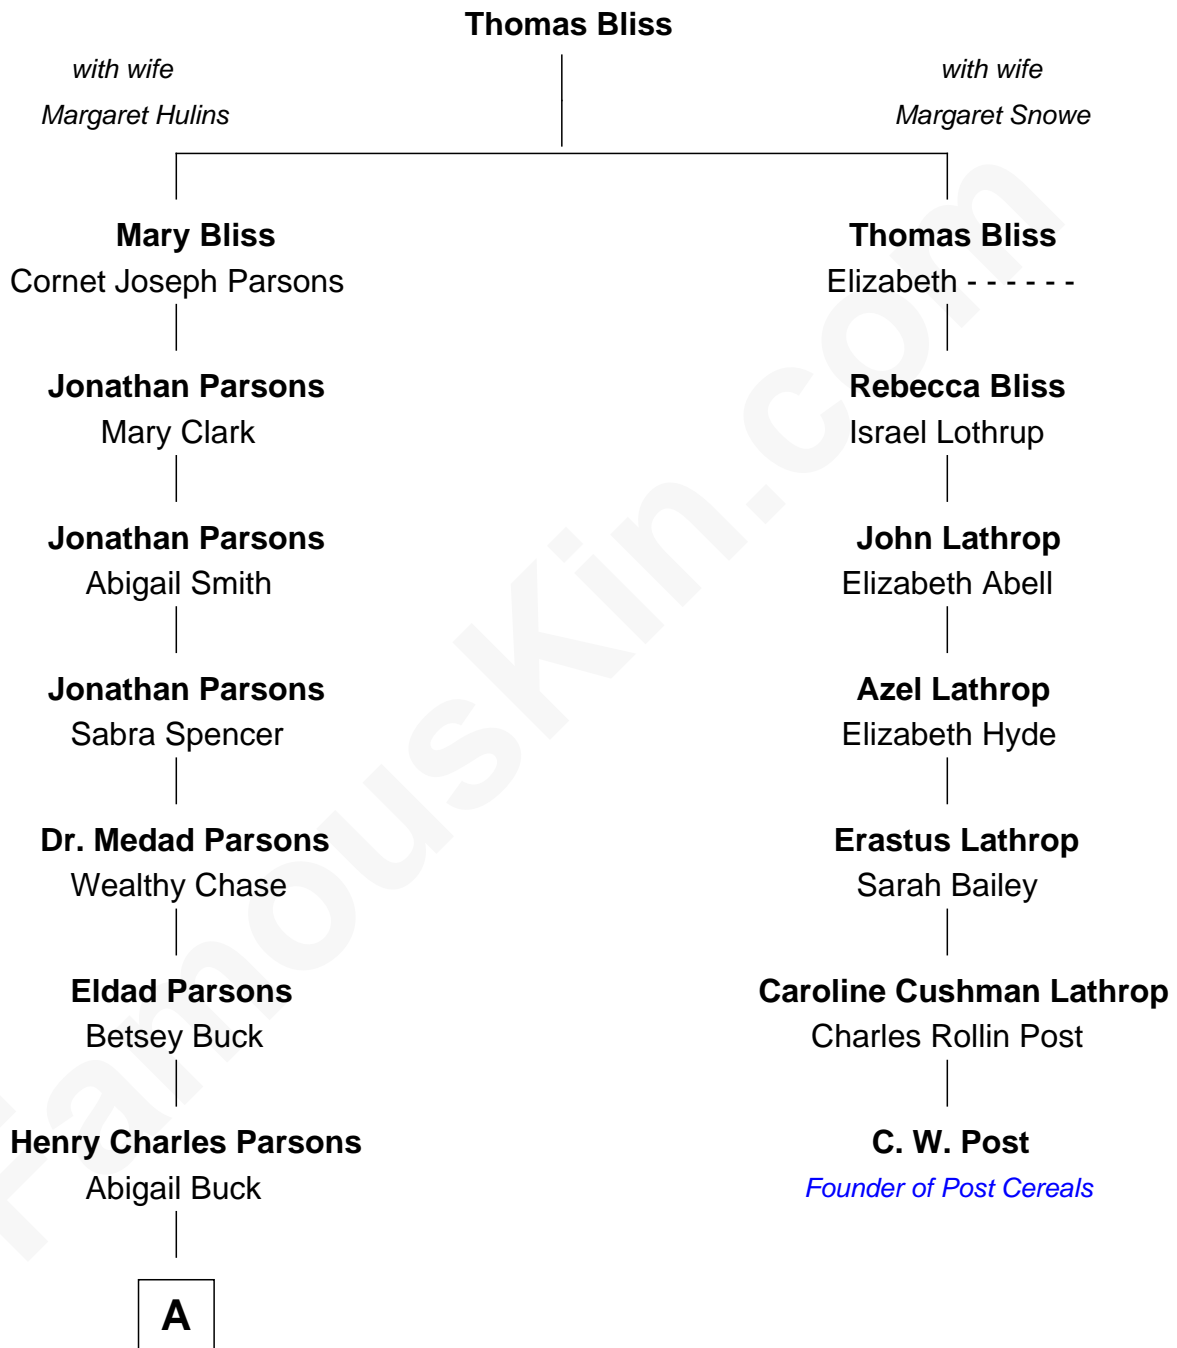 Thomas Bliss
with wife
Margaret Hulins
with wife
Margaret Snowe
Mary Bliss
Cornet Joseph Parsons
Thomas Bliss
Elizabeth - - - - - -
Jonathan Parsons
Mary Clark
Rebecca Bliss
Israel Lothrup
Jonathan Parsons
Abigail Smith
John Lathrop
Elizabeth Abell
Jonathan Parsons
Sabra Spencer
Azel Lathrop
Elizabeth Hyde
Dr. Medad Parsons
Wealthy Chase
Erastus Lathrop
Sarah Bailey
Eldad Parsons
Betsey Buck
Caroline Cushman Lathrop
Charles Rollin Post
Henry Charles Parsons
Abigail Buck
C. W. Post
Founder of Post Cereals
A
FamousKin.com